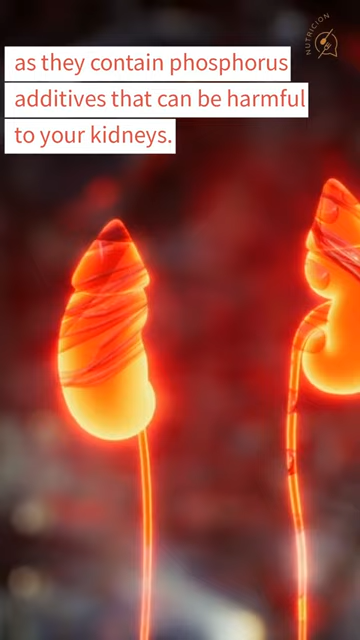 NUTRICION
as they contain phosphorus
additives that can be harmful
to your kidneys.